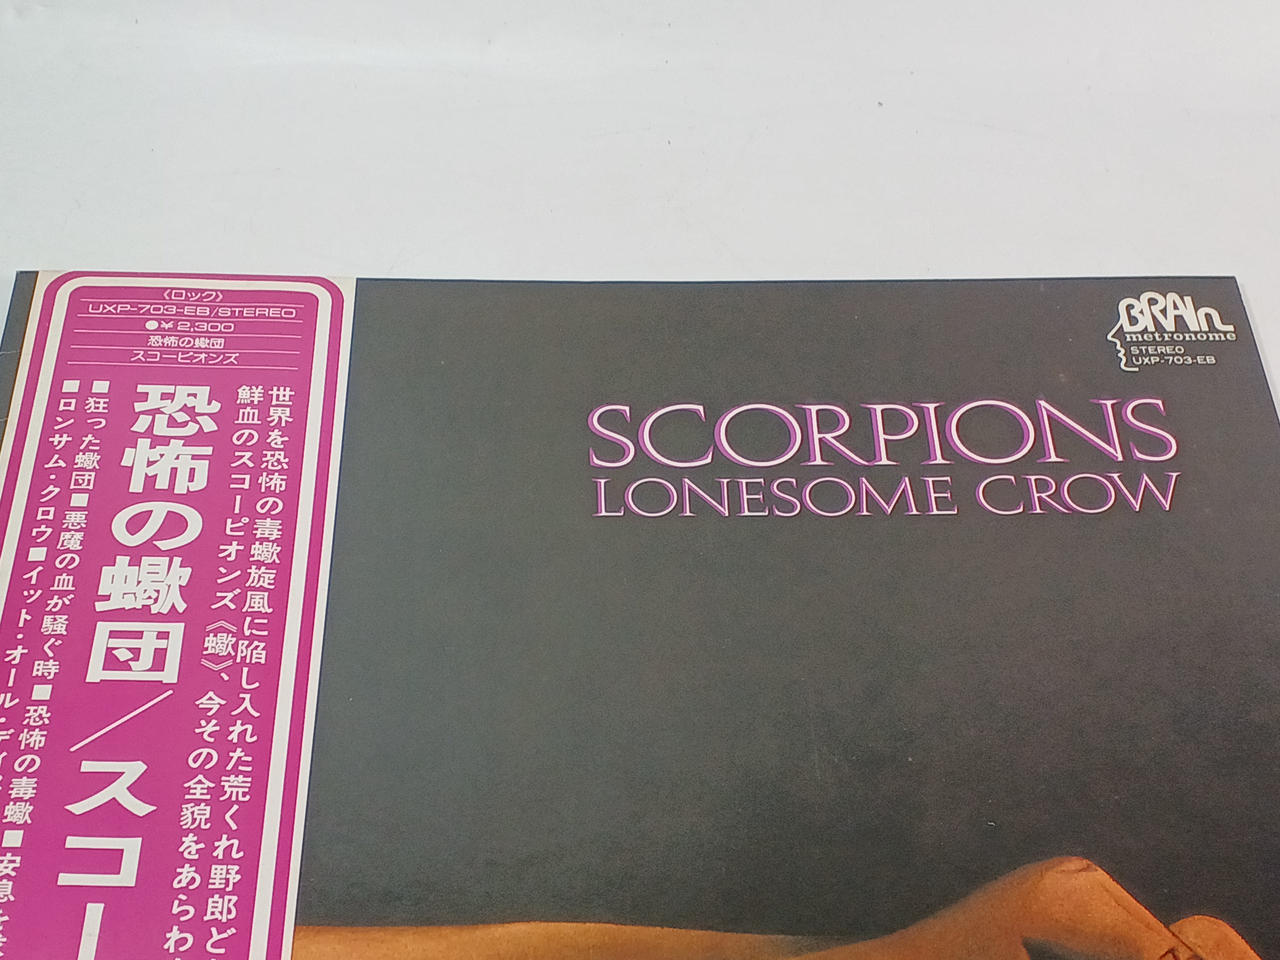 《ロック》
UXP-703-EB/STEREO
●¥2,300
恐怖の蠍団
スコーピオンズ
世界を恐怖の毒蠍旋風に陥し入れた荒くれ野郎ど
鮮血のスコーピオンズ《蠍》、今その全貌をあらわ
恐怖の蠍団/スコー
■狂った蠍団■悪魔の血が騒ぐ時■恐怖の毒蠍■安息を
■ロンサム・クロウ■イット・オール・ディ
BRAIN
metronome
STEREO
UXP-703-EB
SCORPIONS
LONESOME CROW